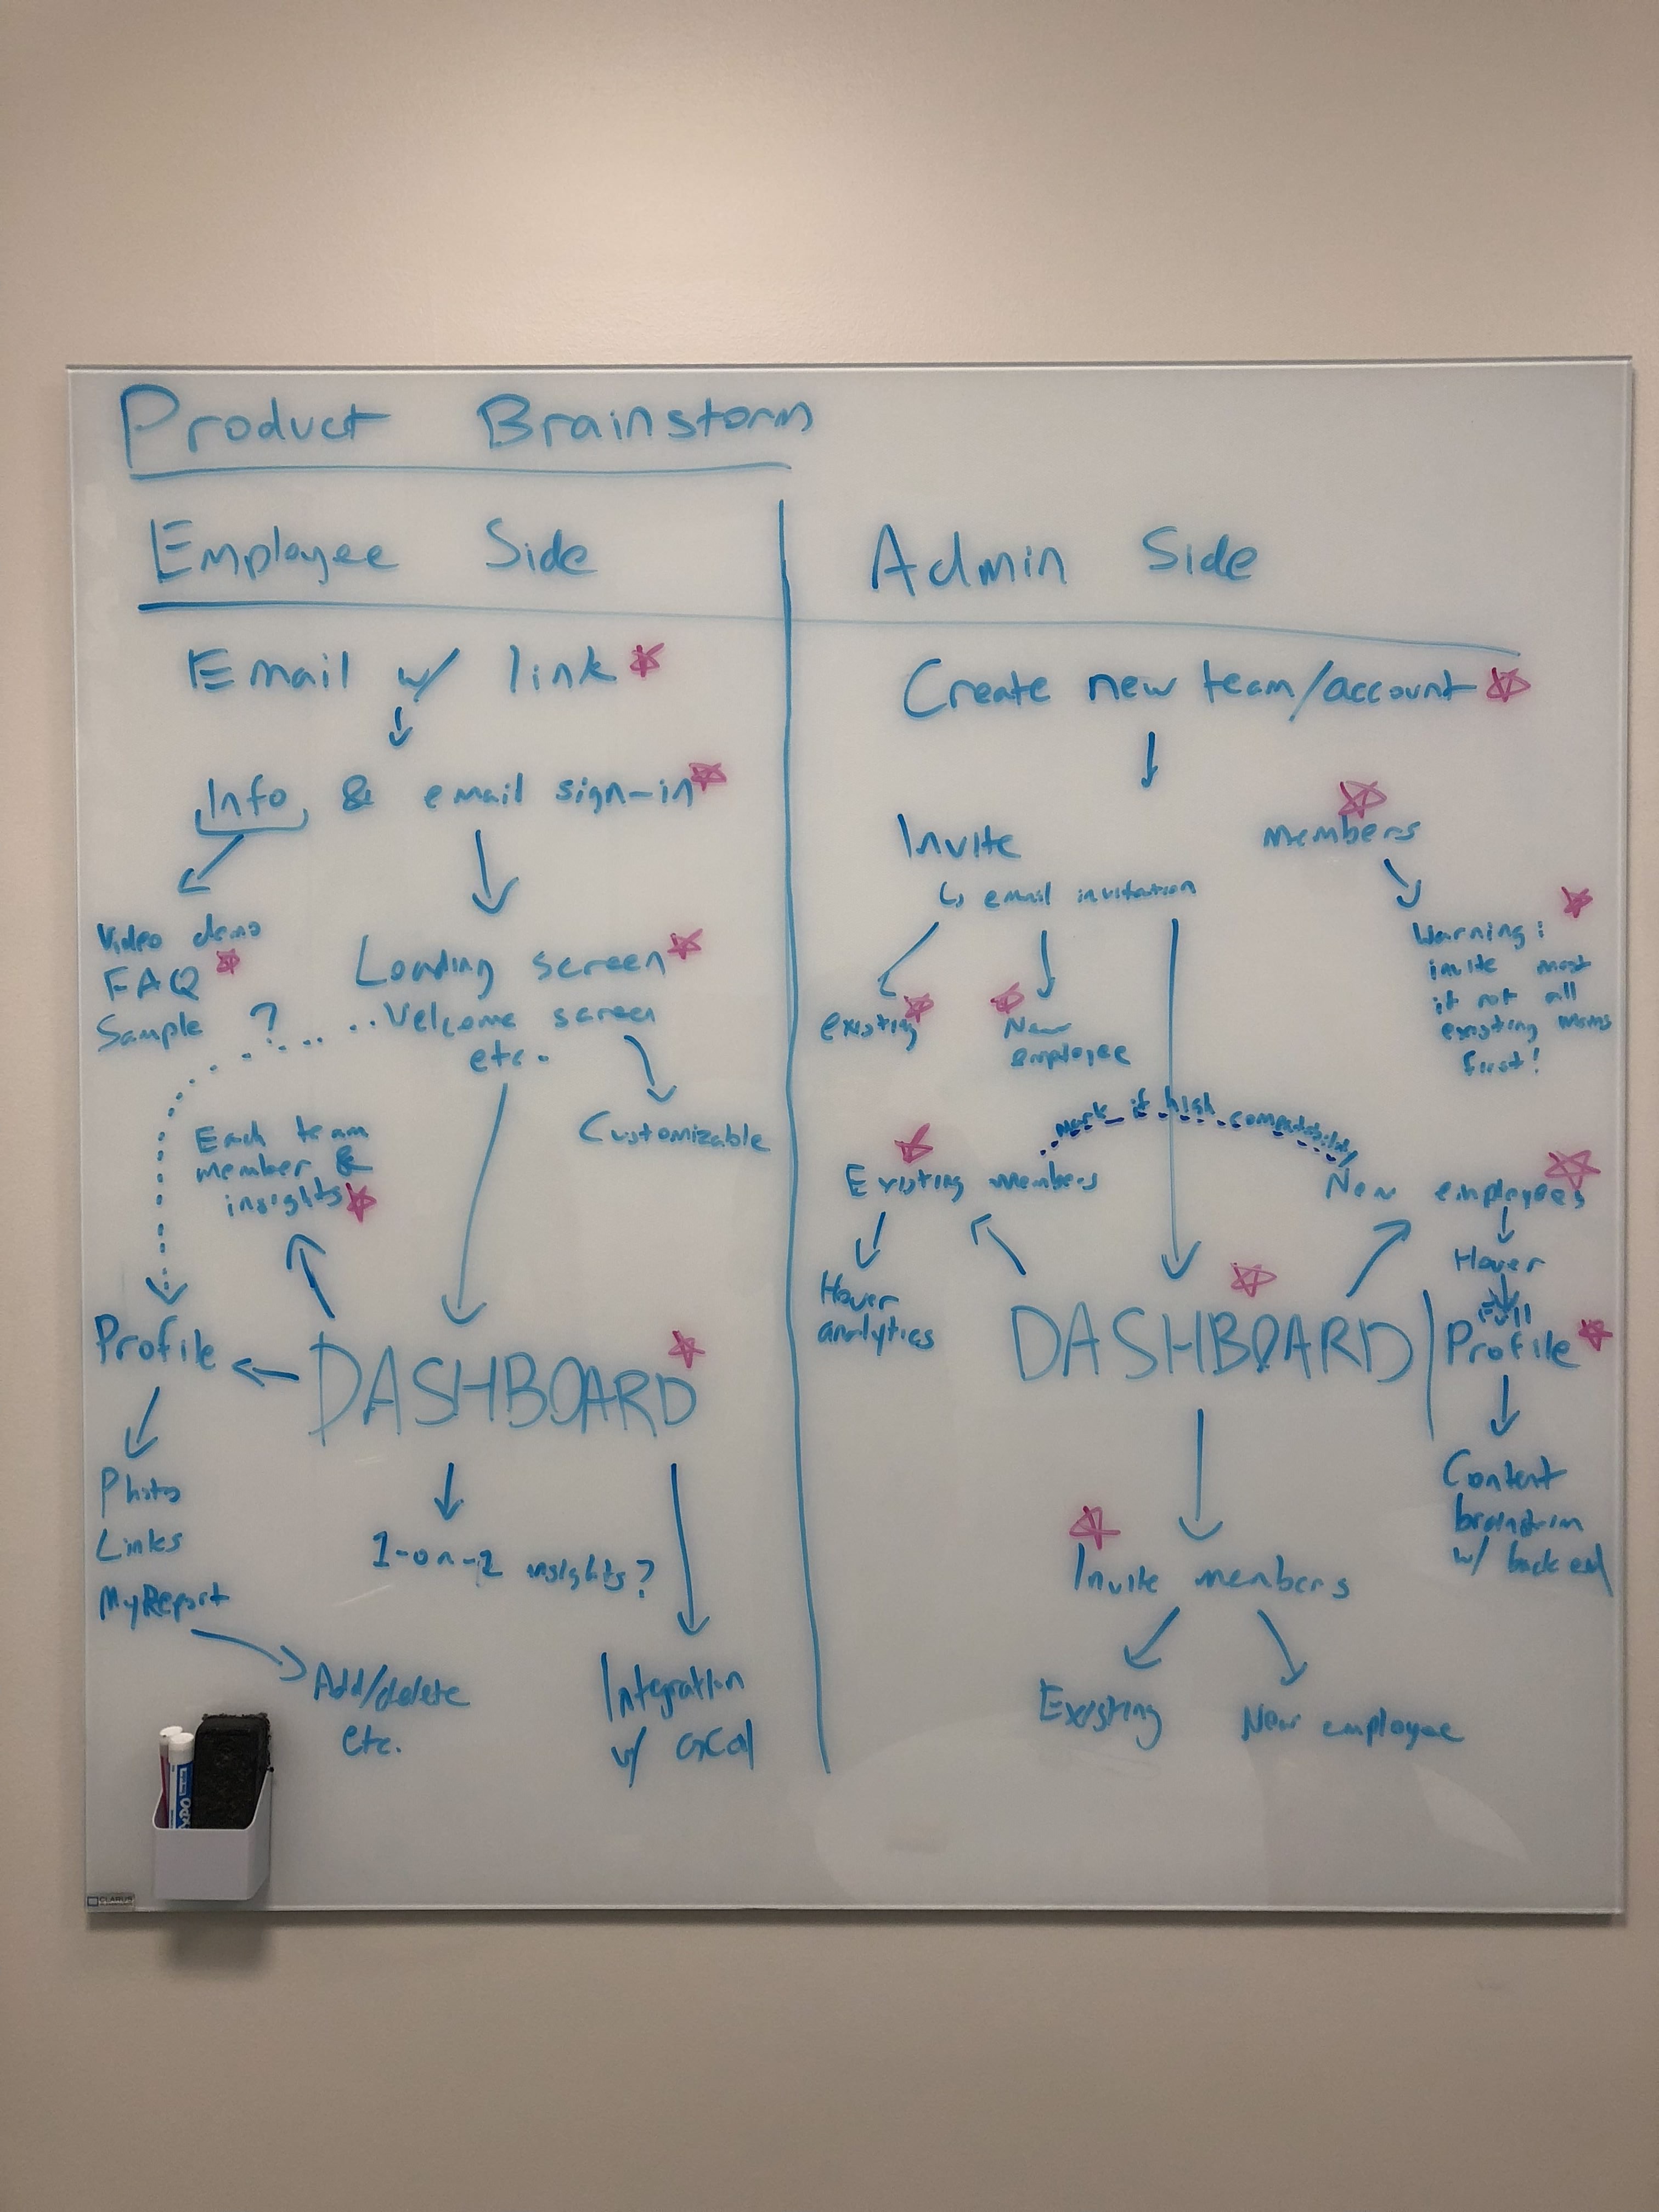 Product Brainstorm
Employee Side
Email w/ link
Info & email sign-in
Video demo
FAQ
Sample ?
Loading screen
Welcome screen
etc.
Customizable
Each team
member &
insights
Profile
DASHBOARD
Photo
Links
MyReport
Add/delete
etc.
1-on-1 insights?
Integration
w/ GCal
Admin Side
Create new team/account
Invite members
↳ email invitation
Warning:
invite most
if not all
existing mems
first!
existing
New
employee
mark if high compatibility
Existing members
New employees
Hover
analytics
Hover
Full
Profile
DASHBOARD
Content
brainstrm
w/ back end
Invite members
Existing
New employee
EXPO
CLARUS